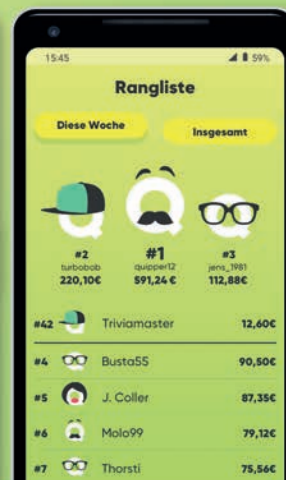 15:45 59%
Rangliste
Diese Woche Insgesamt
#2 #1 #3
turbobob quipper12 jens_1981
220,10€ 591,24€ 112,88€
#42 Triviamaster 12,60€
#4 Busta55 90,50€
#5 J. Coller 87,35€
#6 Molo99 79,12€
#7 Thorsti 75,56€